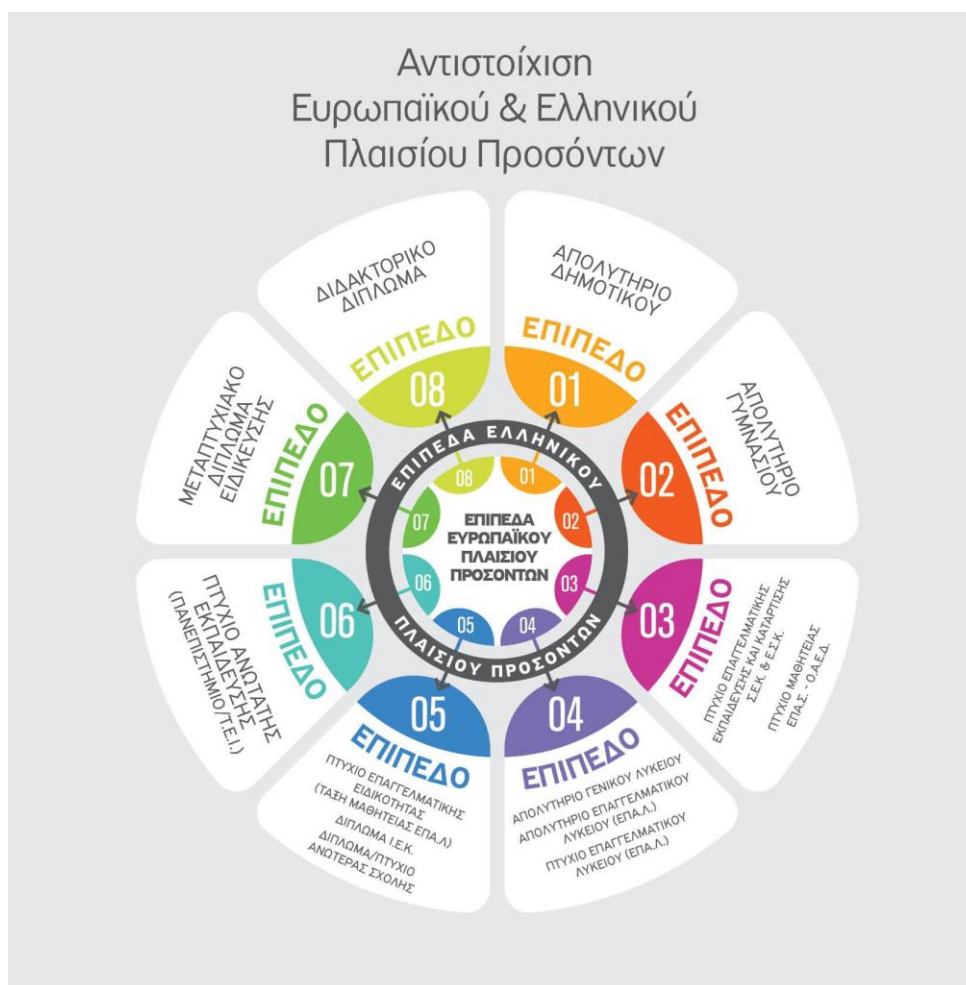 Αντιστοίχιση
Ευρωπαϊκού & Ελληνικού
Πλαισίου Προσόντων
ΑΠΟΛΥΤΗΡΙΟ
ΔΗΜΟΤΙΚΟΥ
ΕΠΙΠΕΔΟ
01
ΑΠΟΛΥΤΗΡΙΟ
ΓΥΜΝΑΣΙΟΥ
ΕΠΙΠΕΔΟ
02
ΠΤΥΧΙΟ ΕΠΑΓΓΕΛΜΑΤΙΚΗΣ
ΕΚΠΑΙΔΕΥΣΗΣ ΚΑΙ ΚΑΤΑΡΤΙΣΗΣ
Σ.Ε.Κ. & Ε.Σ.Κ.
ΠΤΥΧΙΟ ΜΑΘΗΤΕΙΑΣ
ΕΠΑ.Σ. - Ο.Α.Ε.Δ.
ΕΠΙΠΕΔΟ
03
04
ΕΠΙΠΕΔΟ
ΑΠΟΛΥΤΗΡΙΟ ΓΕΝΙΚΟΥ ΛΥΚΕΙΟΥ
ΑΠΟΛΥΤΗΡΙΟ ΕΠΑΓΓΕΛΜΑΤΙΚΟΥ
ΛΥΚΕΙΟΥ (ΕΠΑ.Λ.)
ΠΤΥΧΙΟ ΕΠΑΓΓΕΛΜΑΤΙΚΟΥ
ΛΥΚΕΙΟΥ (ΕΠΑ.Λ.)
05
ΕΠΙΠΕΔΟ
ΠΤΥΧΙΟ ΕΠΑΓΓΕΛΜΑΤΙΚΗΣ
ΕΙΔΙΚΟΤΗΤΑΣ
(ΤΑΞΗ ΜΑΘΗΤΕΙΑΣ ΕΠΑ.Λ)
ΔΙΠΛΩΜΑ Ι.Ε.Κ.
ΔΙΠΛΩΜΑ/ΠΤΥΧΙΟ
ΑΝΩΤΕΡΑΣ ΣΧΟΛΗΣ
ΠΤΥΧΙΟ ΑΝΩΤΑΤΗΣ
ΕΚΠΑΙΔΕΥΣΗΣ
(ΠΑΝΕΠΙΣΤΗΜΙΟ/Τ.Ε.Ι.)
ΕΠΙΠΕΔΟ
06
ΜΕΤΑΠΤΥΧΙΑΚΟ
ΔΙΠΛΩΜΑ
ΕΙΔΙΚΕΥΣΗΣ
ΕΠΙΠΕΔΟ
07
ΔΙΔΑΚΤΟΡΙΚΟ
ΔΙΠΛΩΜΑ
ΕΠΙΠΕΔΟ
08
ΕΠΙΠΕΔΑ ΕΛΛΗΝΙΚΟΥ
ΠΛΑΙΣΙΟΥ ΠΡΟΣΟΝΤΩΝ
01
02
03
04
05
06
07
08
ΕΠΙΠΕΔΑ
ΕΥΡΩΠΑΪΚΟΥ
ΠΛΑΙΣΙΟΥ
ΠΡΟΣΟΝΤΩΝ